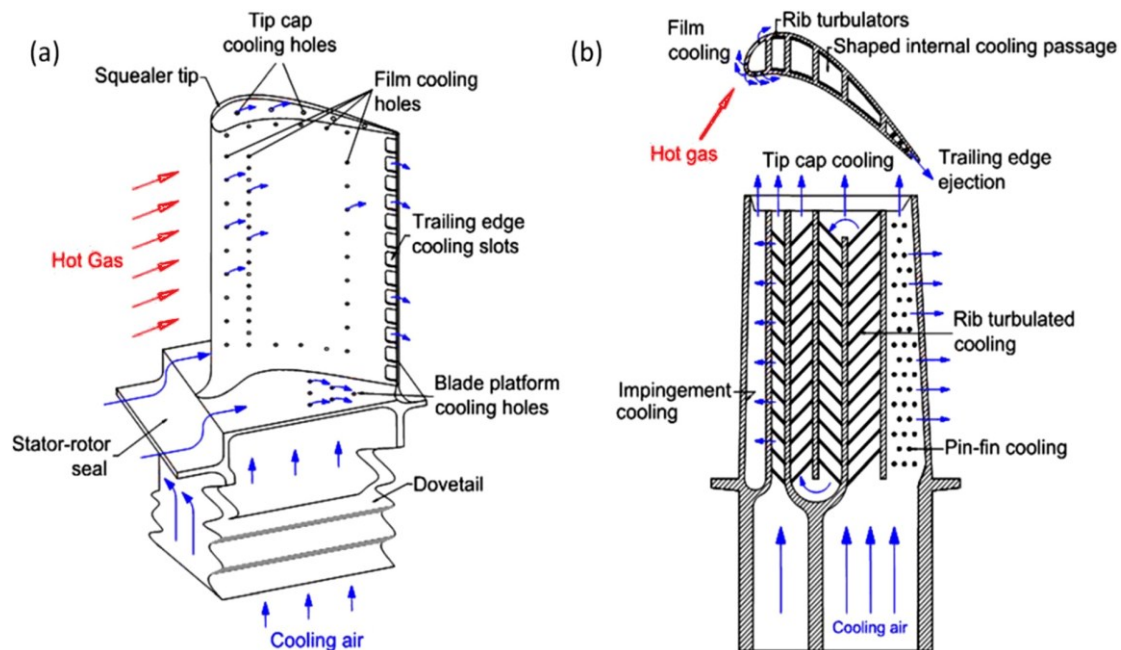 (a)
Tip cap
cooling holes
Squealer tip
Film cooling
holes
Hot Gas
Trailing edge
cooling slots
Blade platform
cooling holes
Stator-rotor
seal
Dovetail
Cooling air
(b)
Film
cooling
Rib turbulators
Shaped internal cooling passage
Hot gas
Tip cap cooling
Trailing edge
ejection
Rib turbulated
cooling
Impingement
cooling
Pin-fin cooling
Cooling air